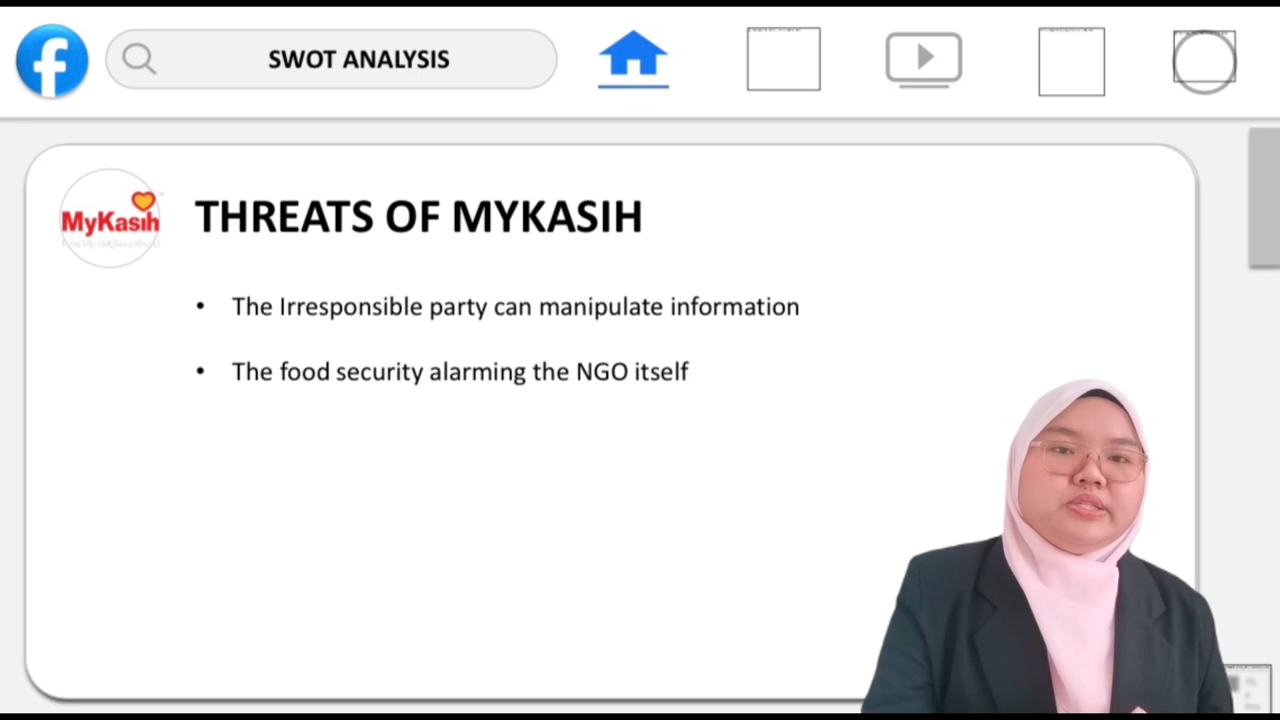 SWOT ANALYSIS
MyKasih
THREATS OF MYKASIH
• The Irresponsible party can manipulate information
• The food security alarming the NGO itself